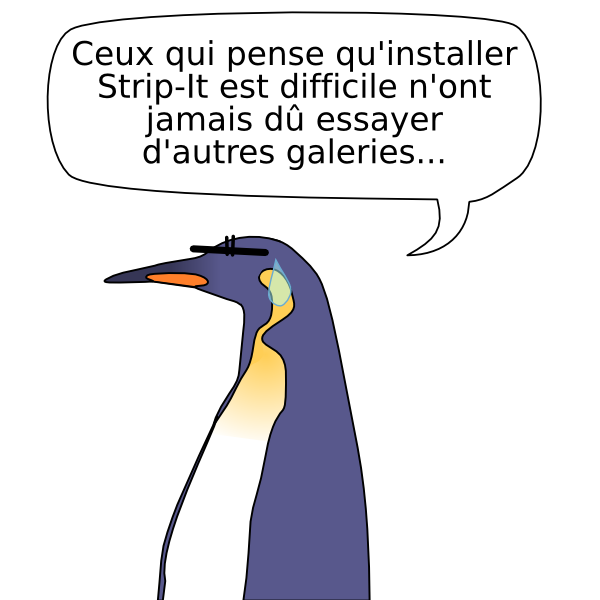 Ceux qui pense qu'installer
Strip-It est difficile n'ont
jamais dû essayer
d'autres galeries...